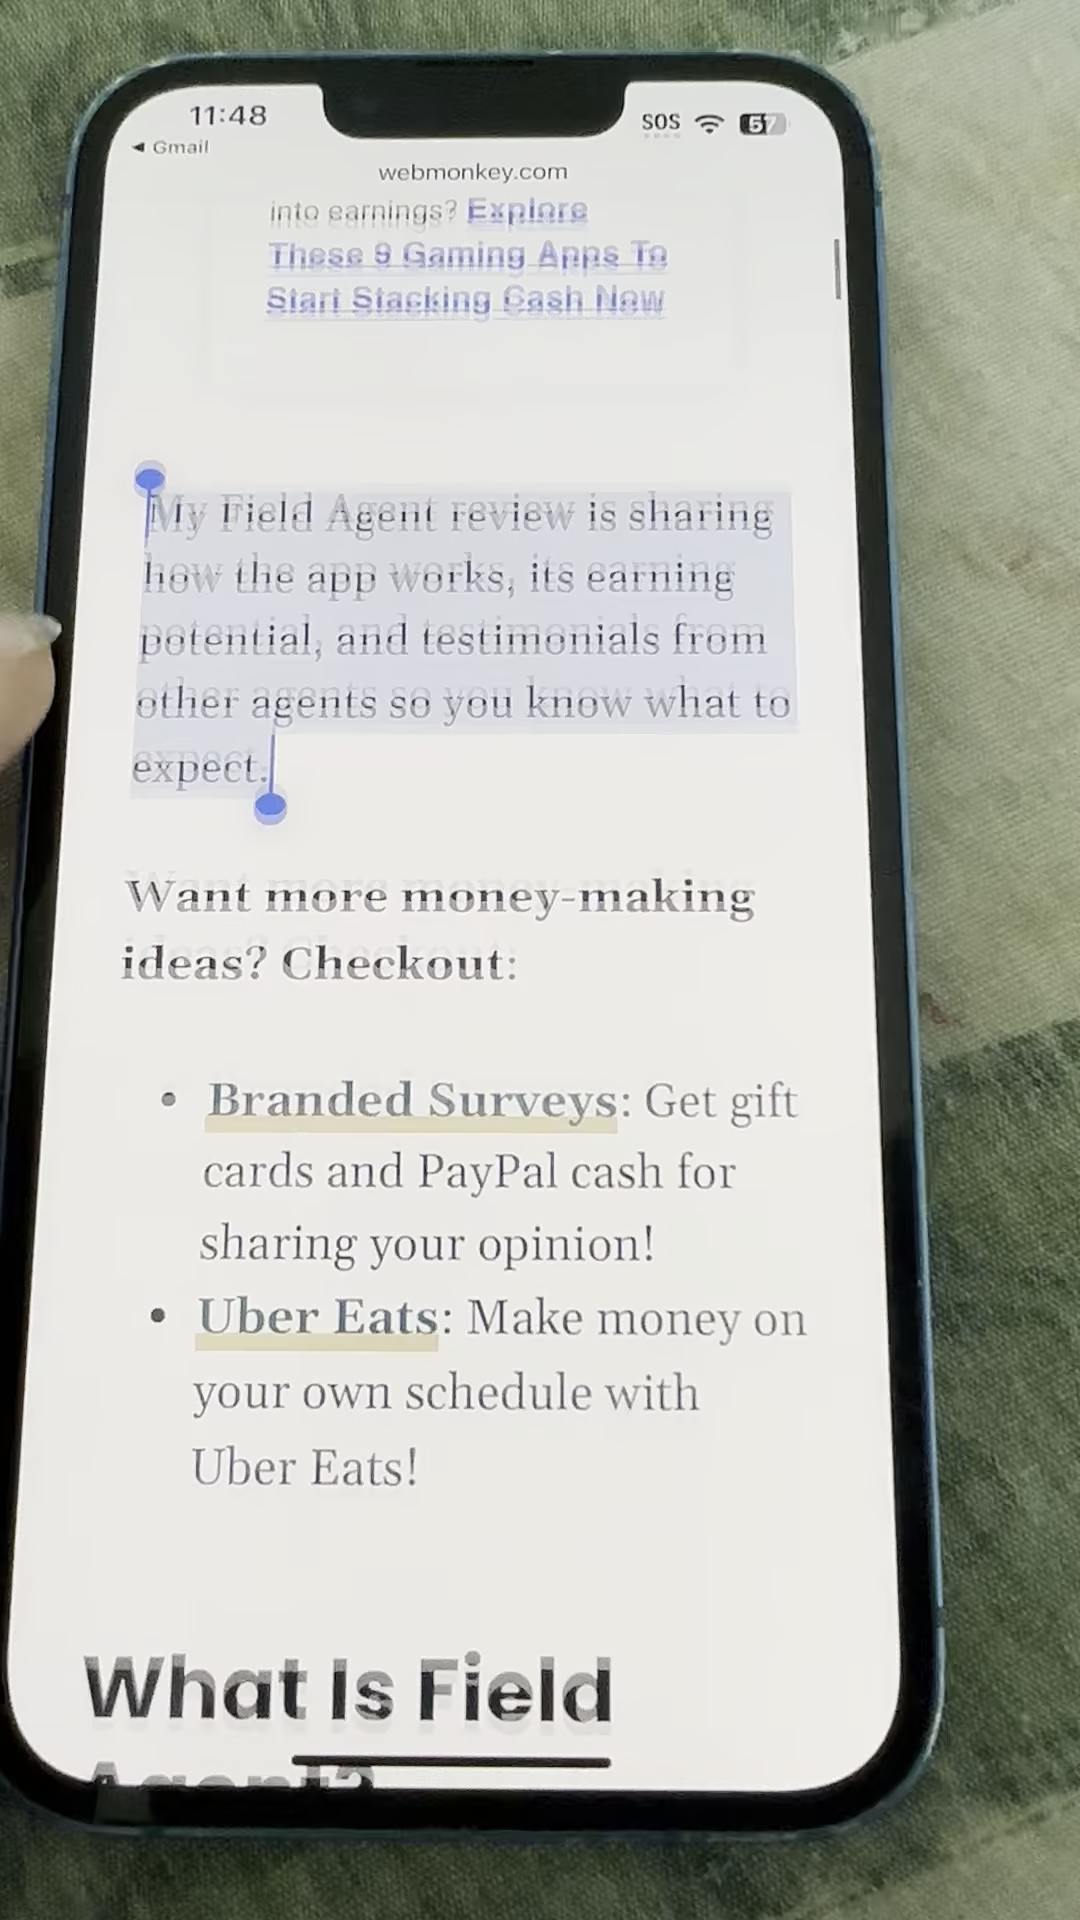 11:48
SOS
57
◀ Gmail
webmonkey.com
into earnings? Explore
These 9 Gaming Apps To
Start Stacking Cash Now
My Field Agent review is sharing
how the app works, its earning
potential, and testimonials from
other agents so you know what to
expect.
Want more money-making
ideas? Checkout:
• Branded Surveys: Get gift
cards and PayPal cash for
sharing your opinion!
• Uber Eats: Make money on
your own schedule with
Uber Eats!
What Is Field
Agent?